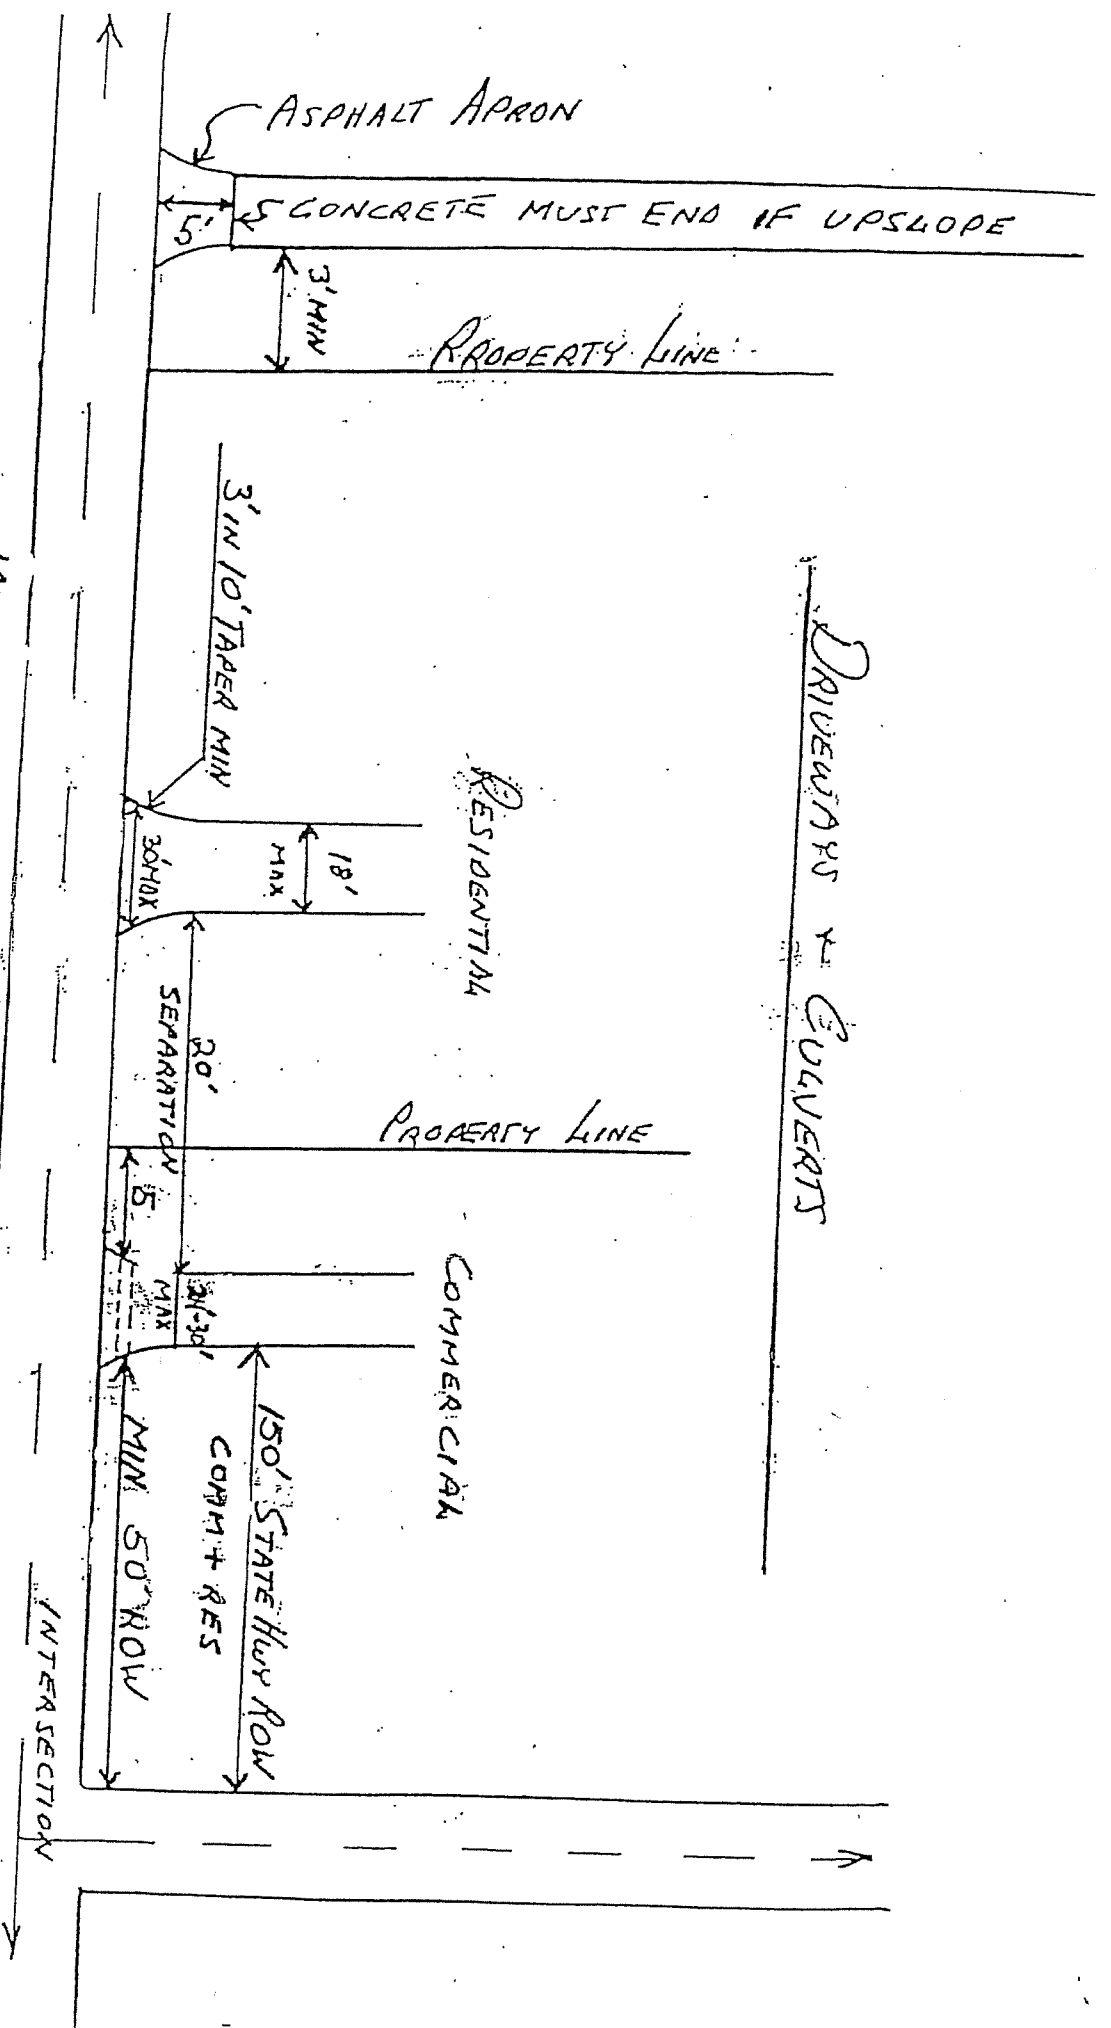 DRIVEWAYS & CULVERTS
ASPHALT APRON
5'
5' CONCRETE MUST END IF UPSLOPE
3' MIN
PROPERTY LINE
3' IN 10' TAPER MIN
RESIDENTIAL
18'
MAX
30' MAX
20'
SEPARATION
PROPERTY LINE
5'
COMMERCIAL
24'-30'
MAX
150' STATE HWY ROW
COMM + RES
MIN 50' ROW
INTERSECTION